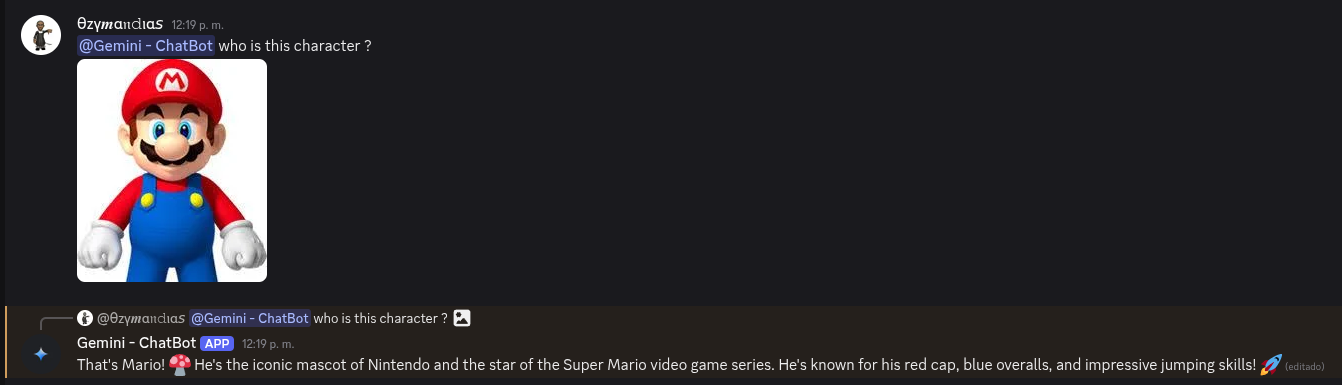 θzγmαııdıαs 12:19 p. m.
@Gemini - ChatBot who is this character ?
M
@θzγmαııdıαs @Gemini - ChatBot who is this character ?
Gemini - ChatBot APP 12:19 p. m.
That's Mario! 🍄 He's the iconic mascot of Nintendo and the star of the Super Mario video game series. He's known for his red cap, blue overalls, and impressive jumping skills! 🚀 (editado)